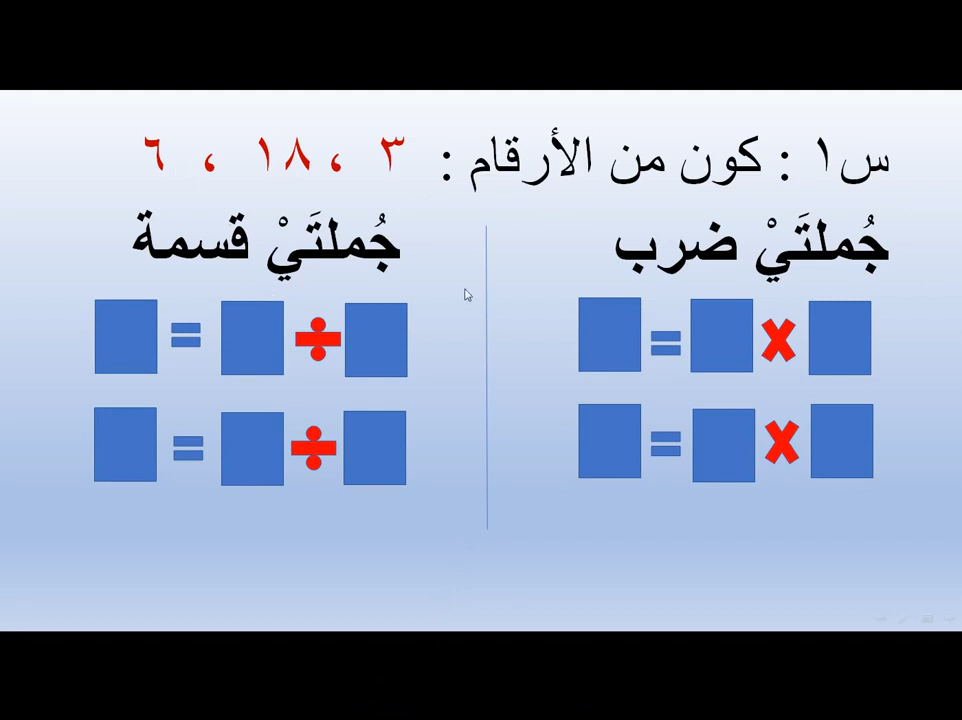 س١ : كون من الأرقام : ٣ ، ١٨ ، ٦
جُملتَيْ ضرب
جُملتَيْ قسمة
× =
× =
÷ =
÷ =